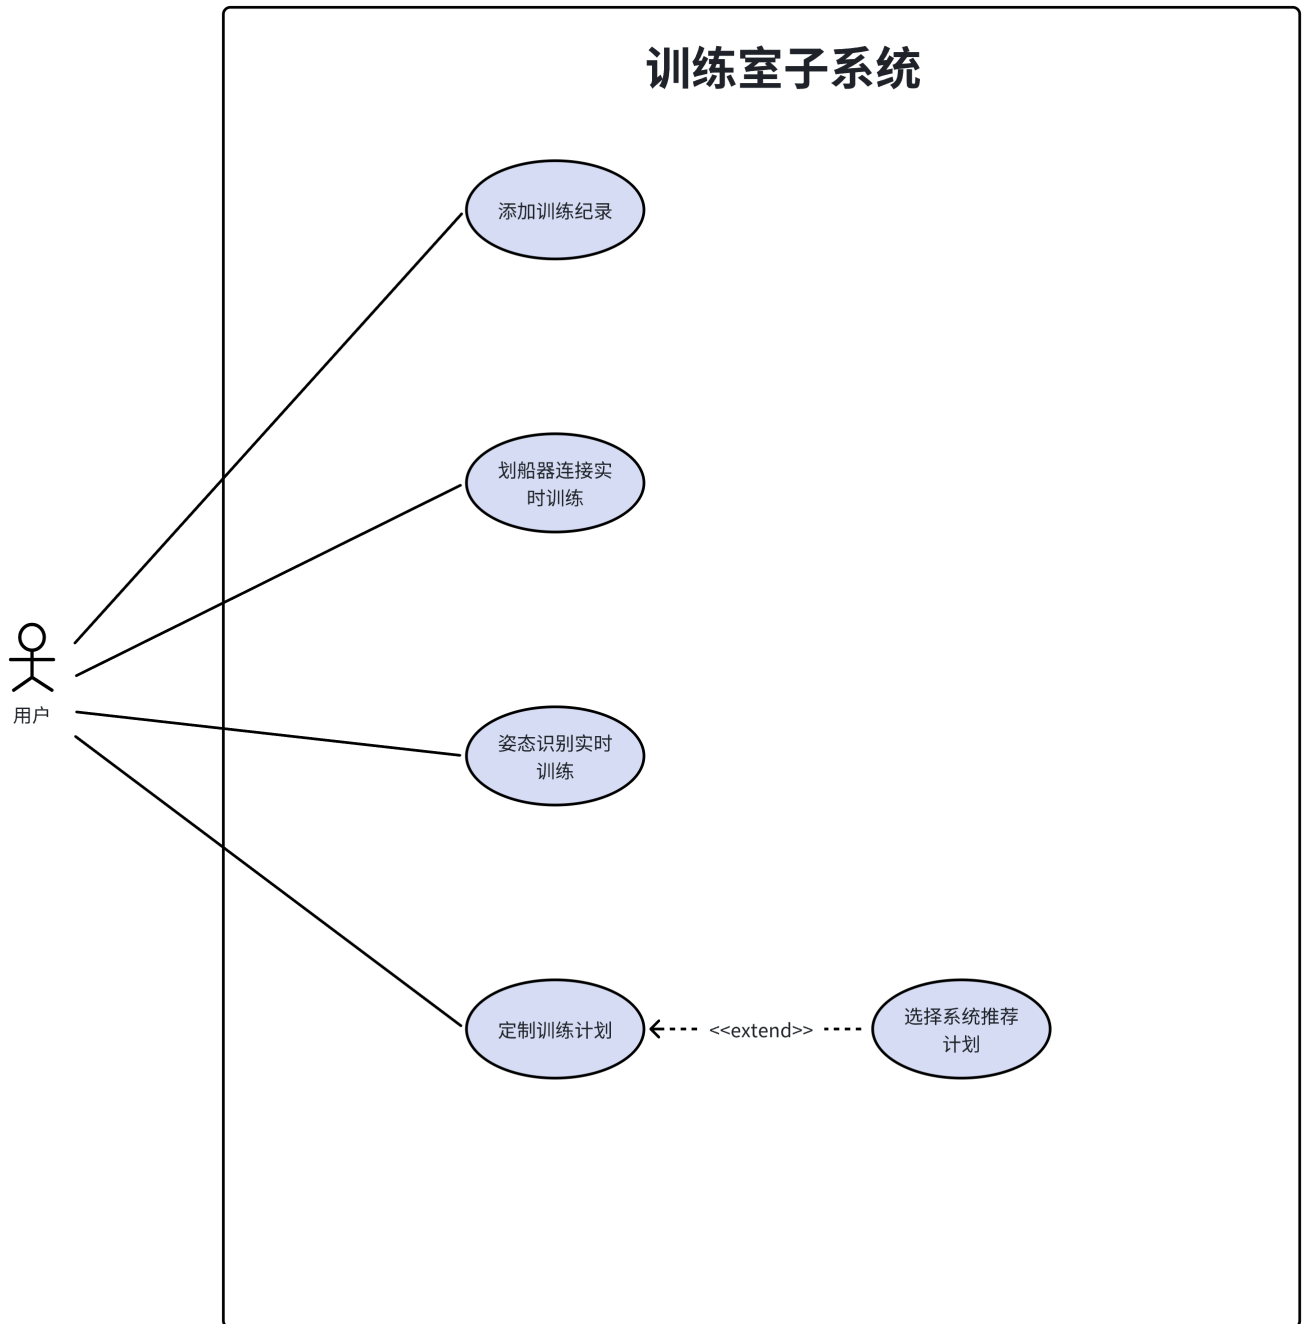 训练室子系统
添加训练纪录
划船器连接实
时训练
用户
姿态识别实时
训练
定制训练计划
<<extend>>
选择系统推荐
计划